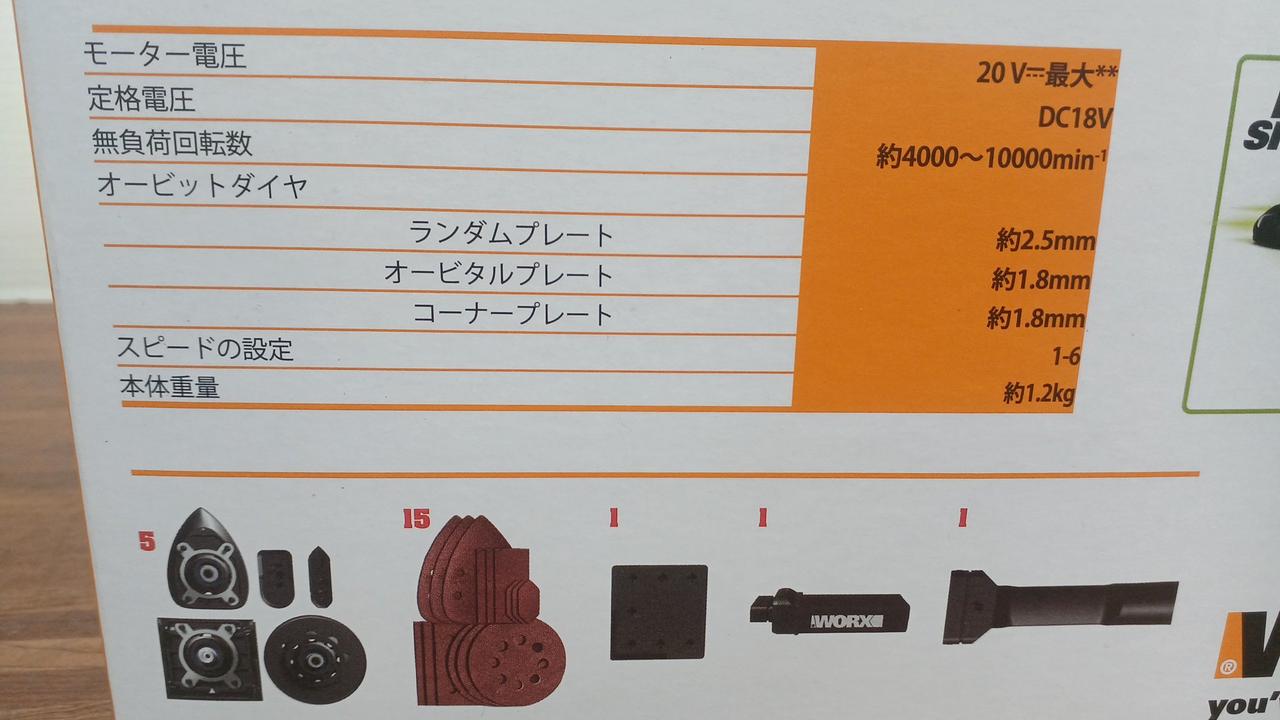 モーター電圧 20 V⎓最大**
定格電圧 DC18V
無負荷回転数 約4000～10000min⁻¹
オービットダイヤ
ランダムプレート 約2.5mm
オービタルプレート 約1.8mm
コーナープレート 約1.8mm
スピードの設定 1-6
本体重量 約1.2kg
5 15 1 1 1
WORX
you'